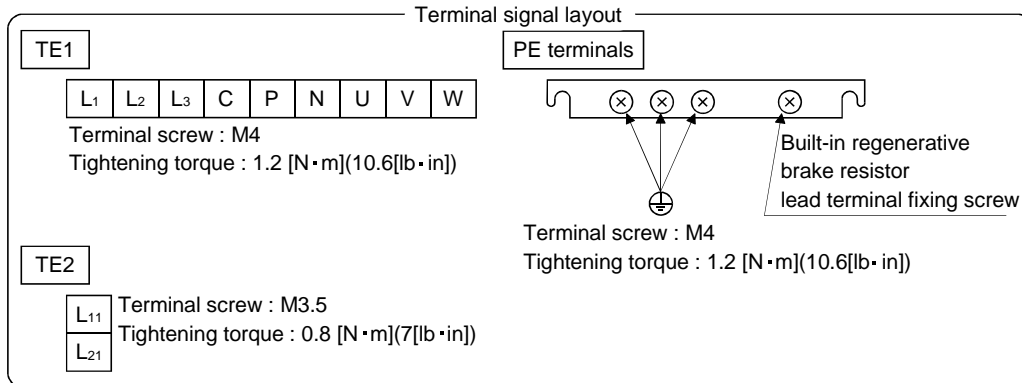 Terminal signal layout
TE1
L1 L2 L3 C P N U V W
Terminal screw : M4
Tightening torque : 1.2 [N·m](10.6[lb·in])
PE terminals
Built-in regenerative
brake resistor
lead terminal fixing screw
Terminal screw : M4
Tightening torque : 1.2 [N·m](10.6[lb·in])
TE2
L11
L21
Terminal screw : M3.5
Tightening torque : 0.8 [N·m](7[lb·in])